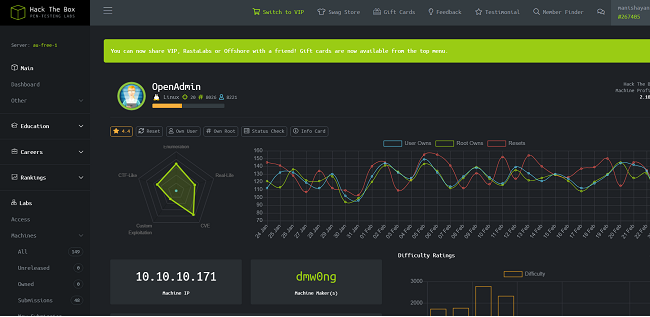 Hack The Box
PEN-TESTING LABS
Switch to VIP
Swag Store
Gift Cards
Feedback
Testimonial
Member Finder
manishayan
#267405
Server: au-free-1
You can now share VIP, RastaLabs or Offshore with a friend! Gift cards are now available from the top menu.
Main
Dashboard
Other
Education
Careers
Rankings
Labs
Access
Machines
All 149
Unreleased 0
Owned 0
Submissions 48
OpenAdmin
Linux 20 8026 8221
Hack The Bo
Machine Profi
2.10
4.4
Reset
Own User
Own Root
Status Check
Info Card
Enumeration
CTF-Like
Real-Life
Custom
Exploitation
CVE
User Owns
Root Owns
Resets
160
150
140
130
120
110
100
90
80
70
24 Jan
25 Jan
26 Jan
27 Jan
28 Jan
29 Jan
30 Jan
31 Jan
01 Feb
02 Feb
03 Feb
04 Feb
05 Feb
06 Feb
07 Feb
08 Feb
09 Feb
10 Feb
11 Feb
12 Feb
13 Feb
14 Feb
15 Feb
16 Feb
17 Feb
18 Feb
19 Feb
20 Feb
21 Feb
22 Feb
10.10.10.171
Machine IP
dmw0ng
Machine Maker(s)
Difficulty Ratings
Difficulty
3000
2000